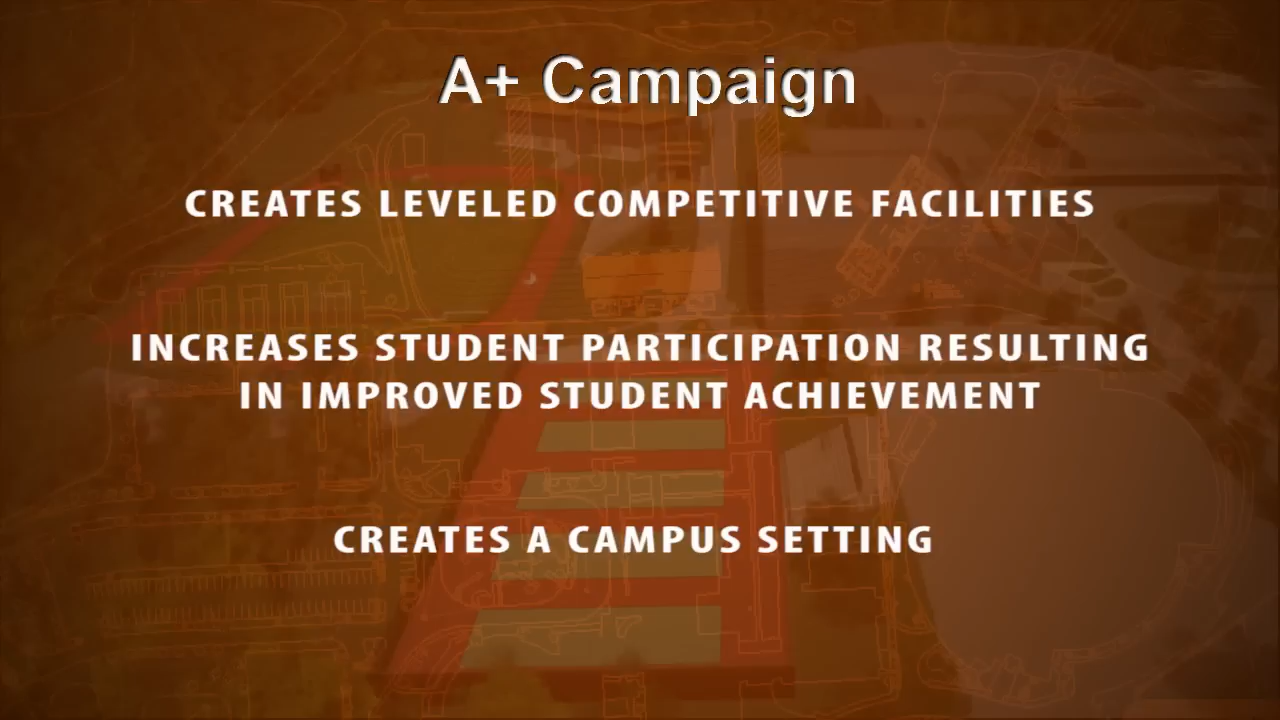 A+ Campaign
CREATES LEVELED COMPETITIVE FACILITIES
INCREASES STUDENT PARTICIPATION RESULTING
IN IMPROVED STUDENT ACHIEVEMENT
CREATES A CAMPUS SETTING